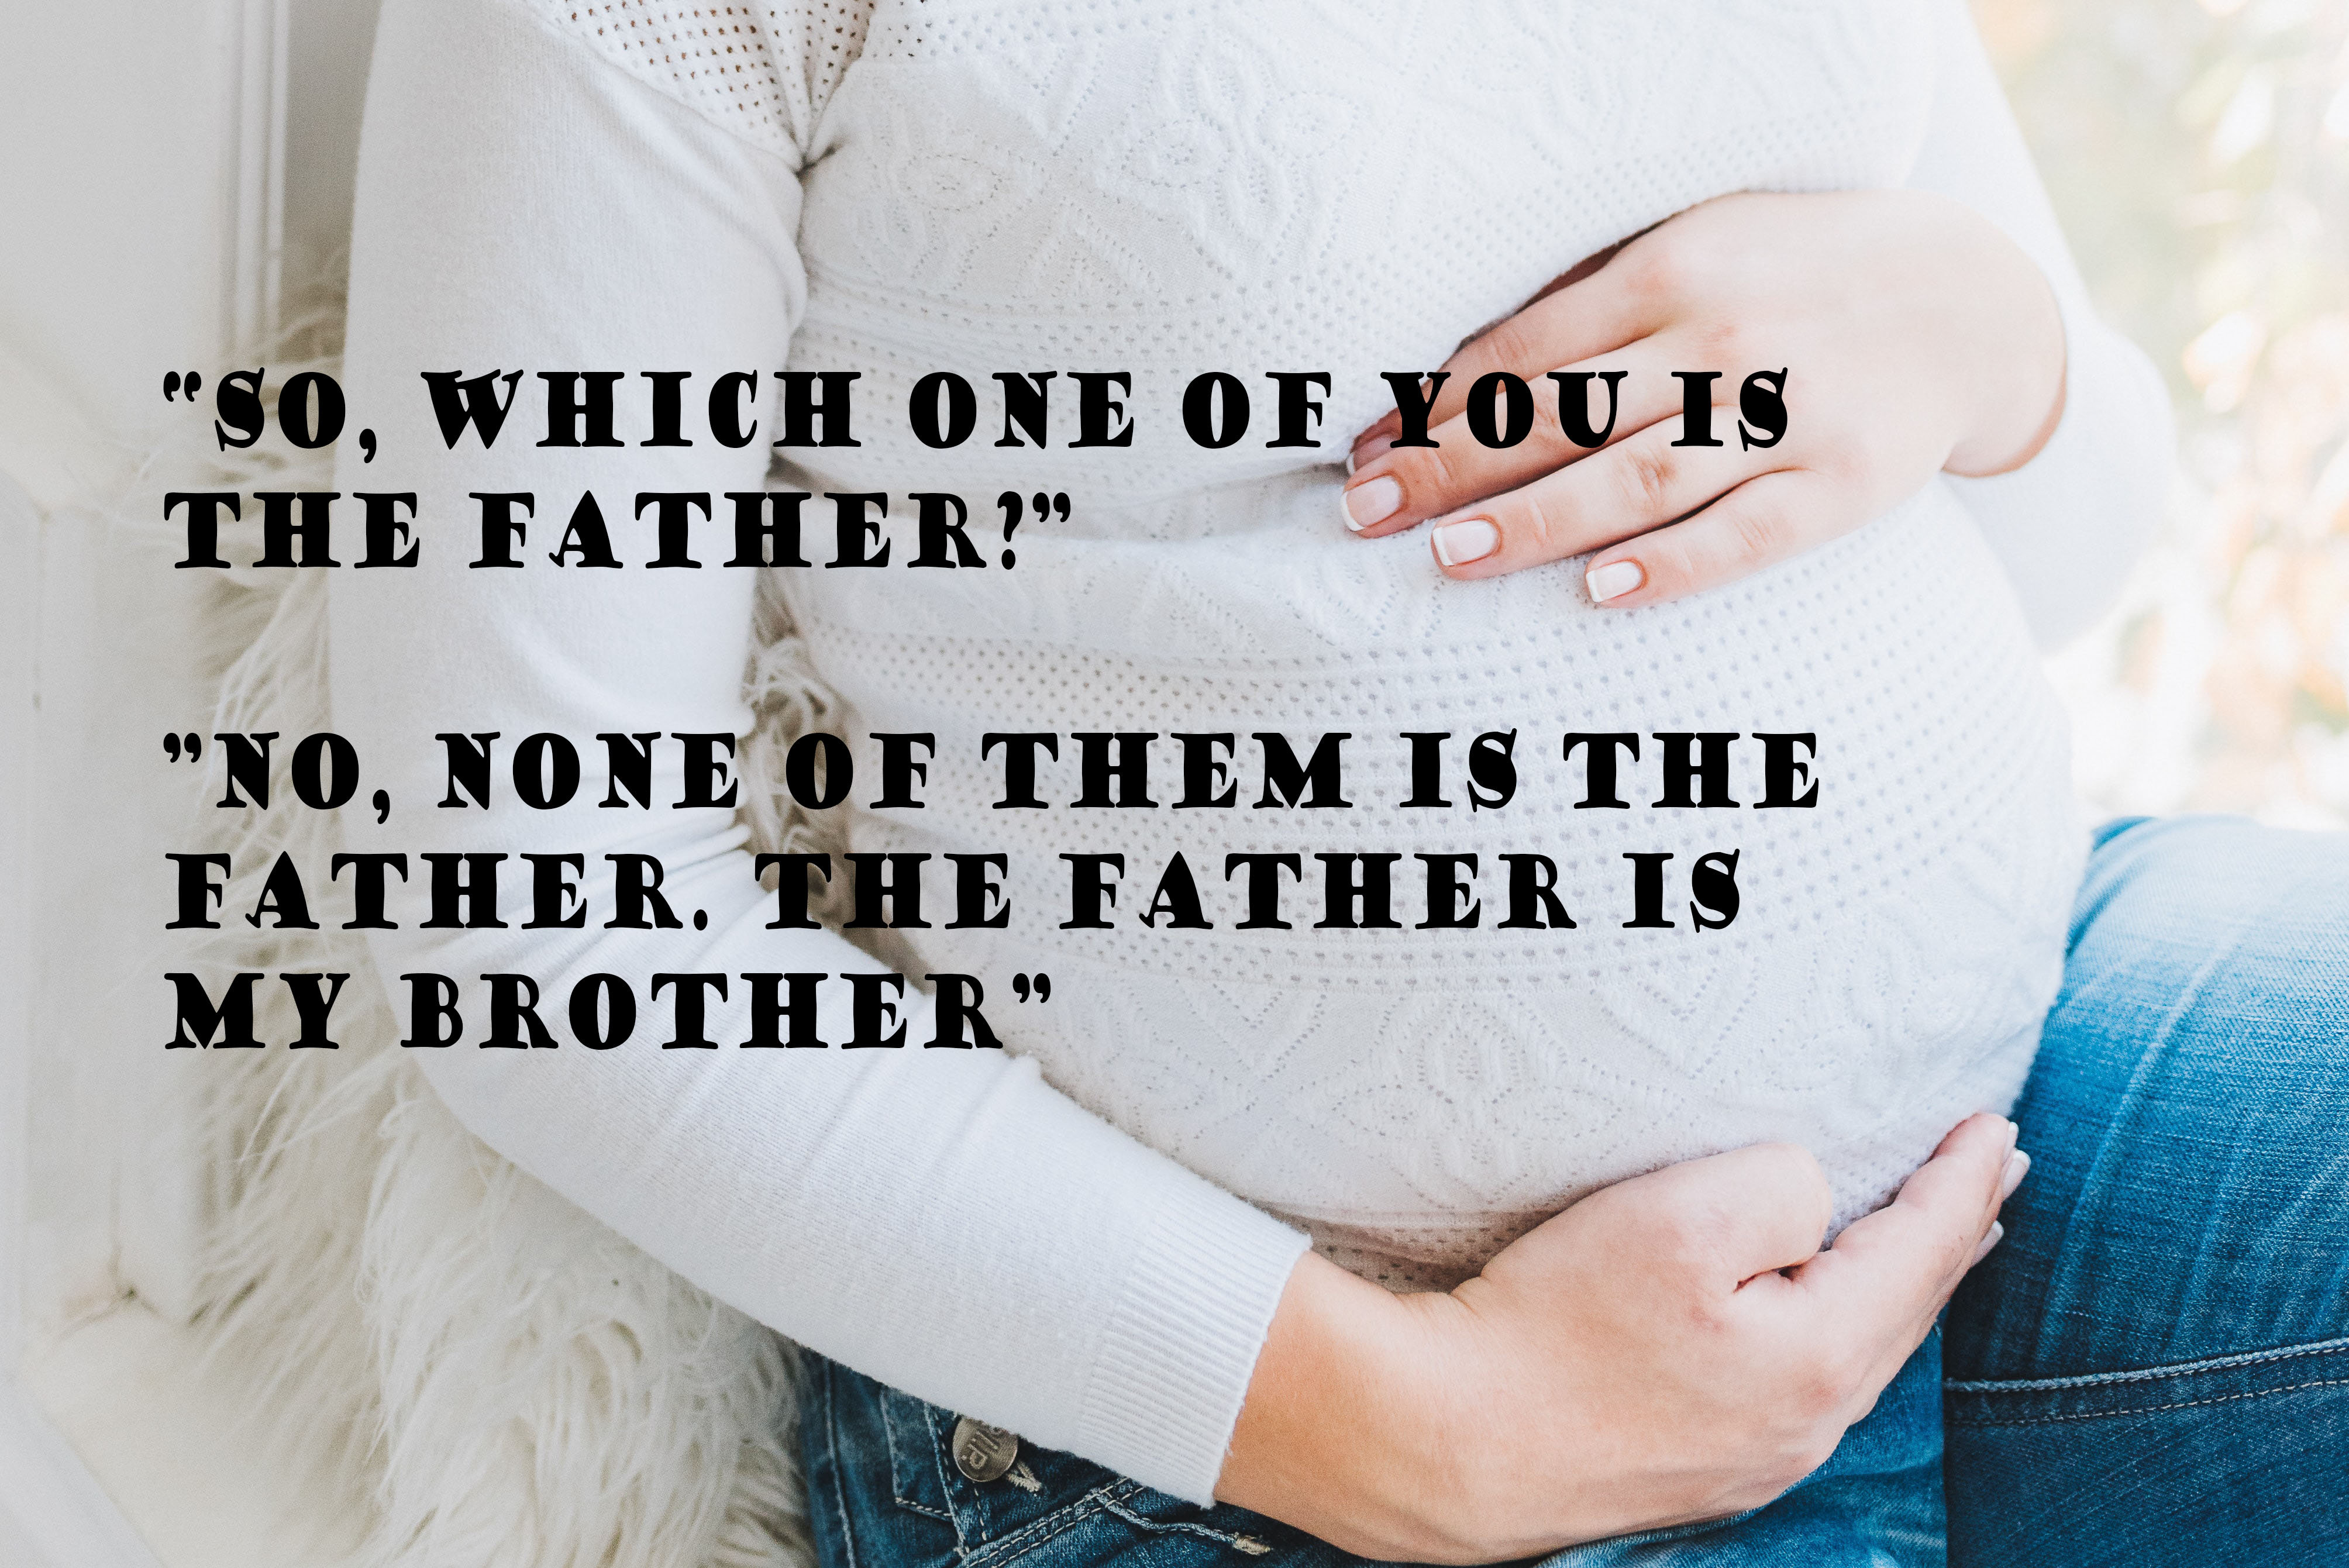 "SO, WHICH ONE OF YOU IS
THE FATHER?”
”NO, NONE OF THEM IS THE
FATHER. THE FATHER IS
MY BROTHER”